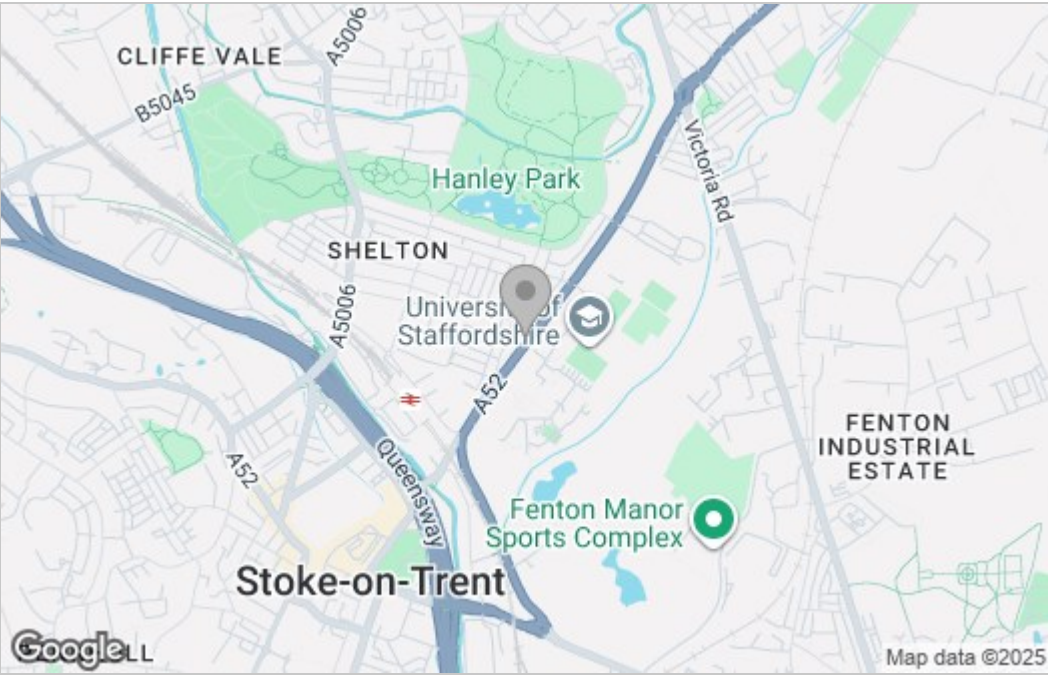 CLIFFE VALE
A5006
B5045
Victoria Rd
Hanley Park
SHELTON
A5006
University of
Staffordshire
A52
FENTON
INDUSTRIAL
ESTATE
A52
Queensway
Fenton Manor
Sports Complex
Stoke-on-Trent
Google
Map data ©2025